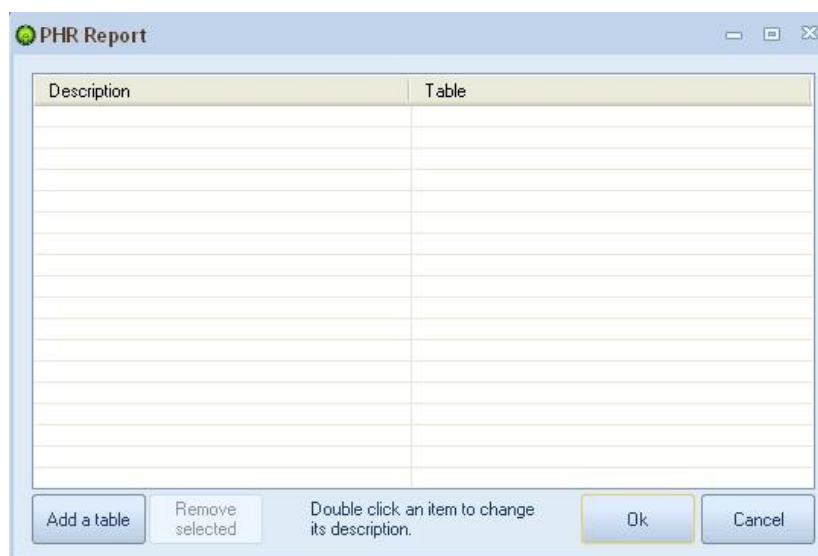 PHR Report
Description Table
Add a table
Remove
selected
Double click an item to change
its description.
Ok
Cancel